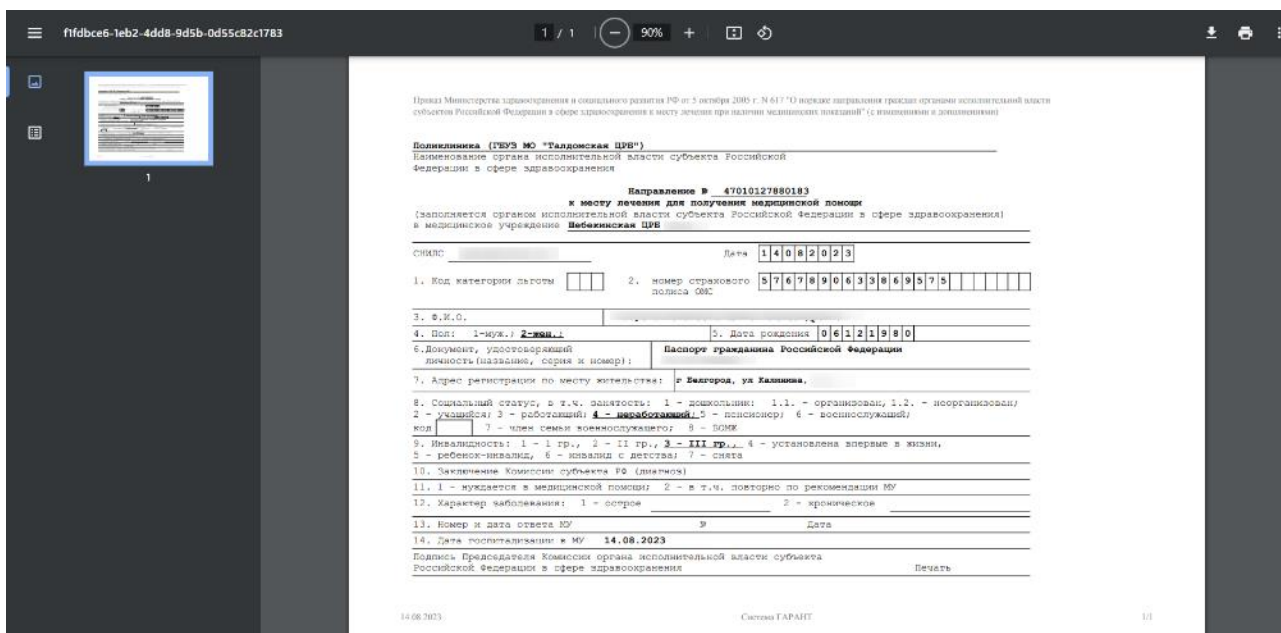 f1fdbce6-1eb2-4dd8-9d5b-0d55c82c1783
1 / 1
90%
1
Приказ Министерства здравоохранения и социального развития РФ от 5 октября 2005 г. N 617 "О порядке направления граждан органами исполнительной власти
субъектов Российской Федерации в сфере здравоохранения к месту лечения при наличии медицинских показаний" (с изменениями и дополнениями)
Поликлиника (ГБУЗ МО "Талдомская ЦРБ")
Наименование органа исполнительной власти субъекта Российской
Федерации в сфере здравоохранения
Направление № 47010127880183
к месту лечения для получения медицинской помощи
(заполняется органом исполнительной власти субъекта Российской Федерации в сфере здравоохранения)
в медицинское учреждение Шебекинская ЦРБ
СНИЛС Дата 14082023
1. Код категории льготы 2. номер страхового 5767890633869575
полиса ОМС
3. Ф.И.О.
4. Пол: 1-муж.; 2-жен.; 5. Дата рождения 06121980
6.Документ, удостоверяющий Паспорт гражданина Российской Федерации
личность(название, серия и номер):
7. Адрес регистрации по месту жительства: г Белгород, ул Калинина,
8. Социальный статус, в т.ч. занятость: 1 - дошкольник: 1.1. - организован, 1.2. - неорганизован;
2 - учащийся; 3 - работающий; 4 - неработающий; 5 - пенсионер; 6 - военнослужащий;
код 7 - член семьи военнослужащего; 8 - БОМЖ
9. Инвалидность: 1 - I гр., 2 - II гр., 3 - III гр., 4 - установлена впервые в жизни,
5 - ребенок-инвалид, 6 - инвалид с детства; 7 - снята
10. Заключение Комиссии субъекта РФ (диагноз)
11. 1 - нуждается в медицинской помощи; 2 - в т.ч. повторно по рекомендации МУ
12. Характер заболевания: 1 - острое 2 - хроническое
13. Номер и дата ответа МУ № Дата
14. Дата госпитализации в МУ 14.08.2023
Подпись Председателя Комиссии органа исполнительной власти субъекта
Российской Федерации в сфере здравоохранения Печать
14.08.2023 Система ГАРАНТ 1/1